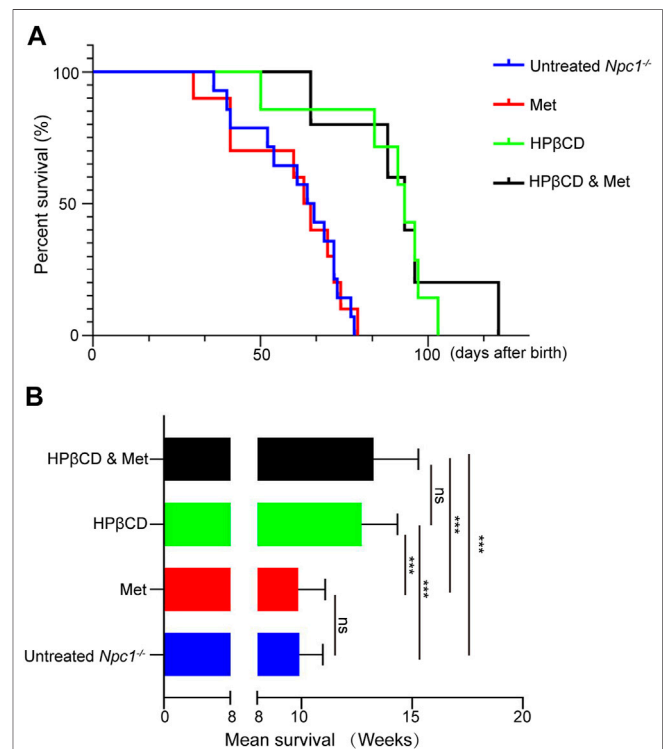 A
Percent survival (%)
100
50
0
0
50
100
(days after birth)
Untreated Npc1-/-
Met
HPβCD
HPβCD & Met
B
HPβCD & Met
HPβCD
Met
Untreated Npc1-/-
ns
***
***
***
***
ns
0
8
8
10
15
20
Mean survival （Weeks）